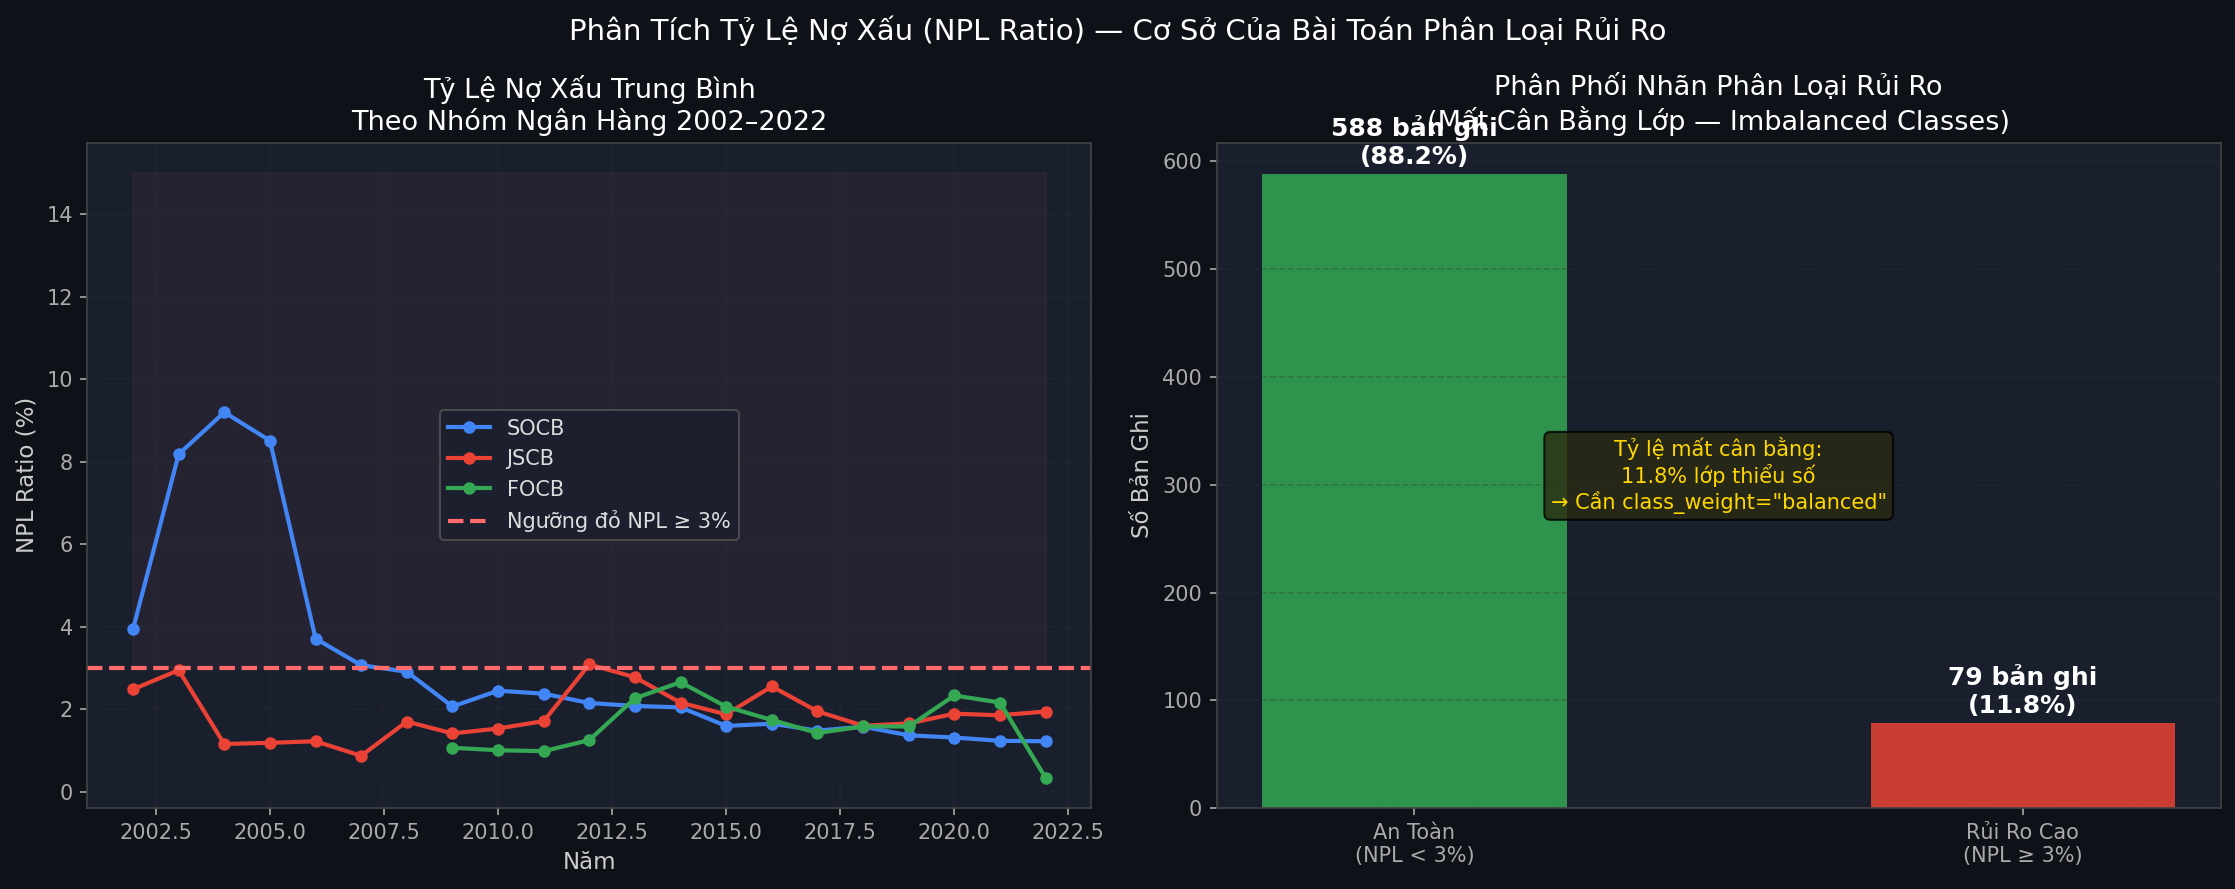 Phân Tích Tỷ Lệ Nợ Xấu (NPL Ratio) — Cơ Sở Của Bài Toán Phân Loại Rủi Ro
Tỷ Lệ Nợ Xấu Trung Bình
Theo Nhóm Ngân Hàng 2002–2022
NPL Ratio (%)
14
12
10
8
6
4
2
0
SOCB
JSCB
FOCB
Ngưỡng đỏ NPL ≥ 3%
2002.5
2005.0
2007.5
2010.0
2012.5
2015.0
2017.5
2020.0
2022.5
Năm
Phân Phối Nhãn Phân Loại Rủi Ro
(Mất Cân Bằng Lớp — Imbalanced Classes)
588 bản ghi
(88.2%)
Số Bản Ghi
600
500
400
300
200
100
0
Tỷ lệ mất cân bằng:
11.8% lớp thiểu số
→ Cần class_weight="balanced"
79 bản ghi
(11.8%)
An Toàn
(NPL < 3%)
Rủi Ro Cao
(NPL ≥ 3%)